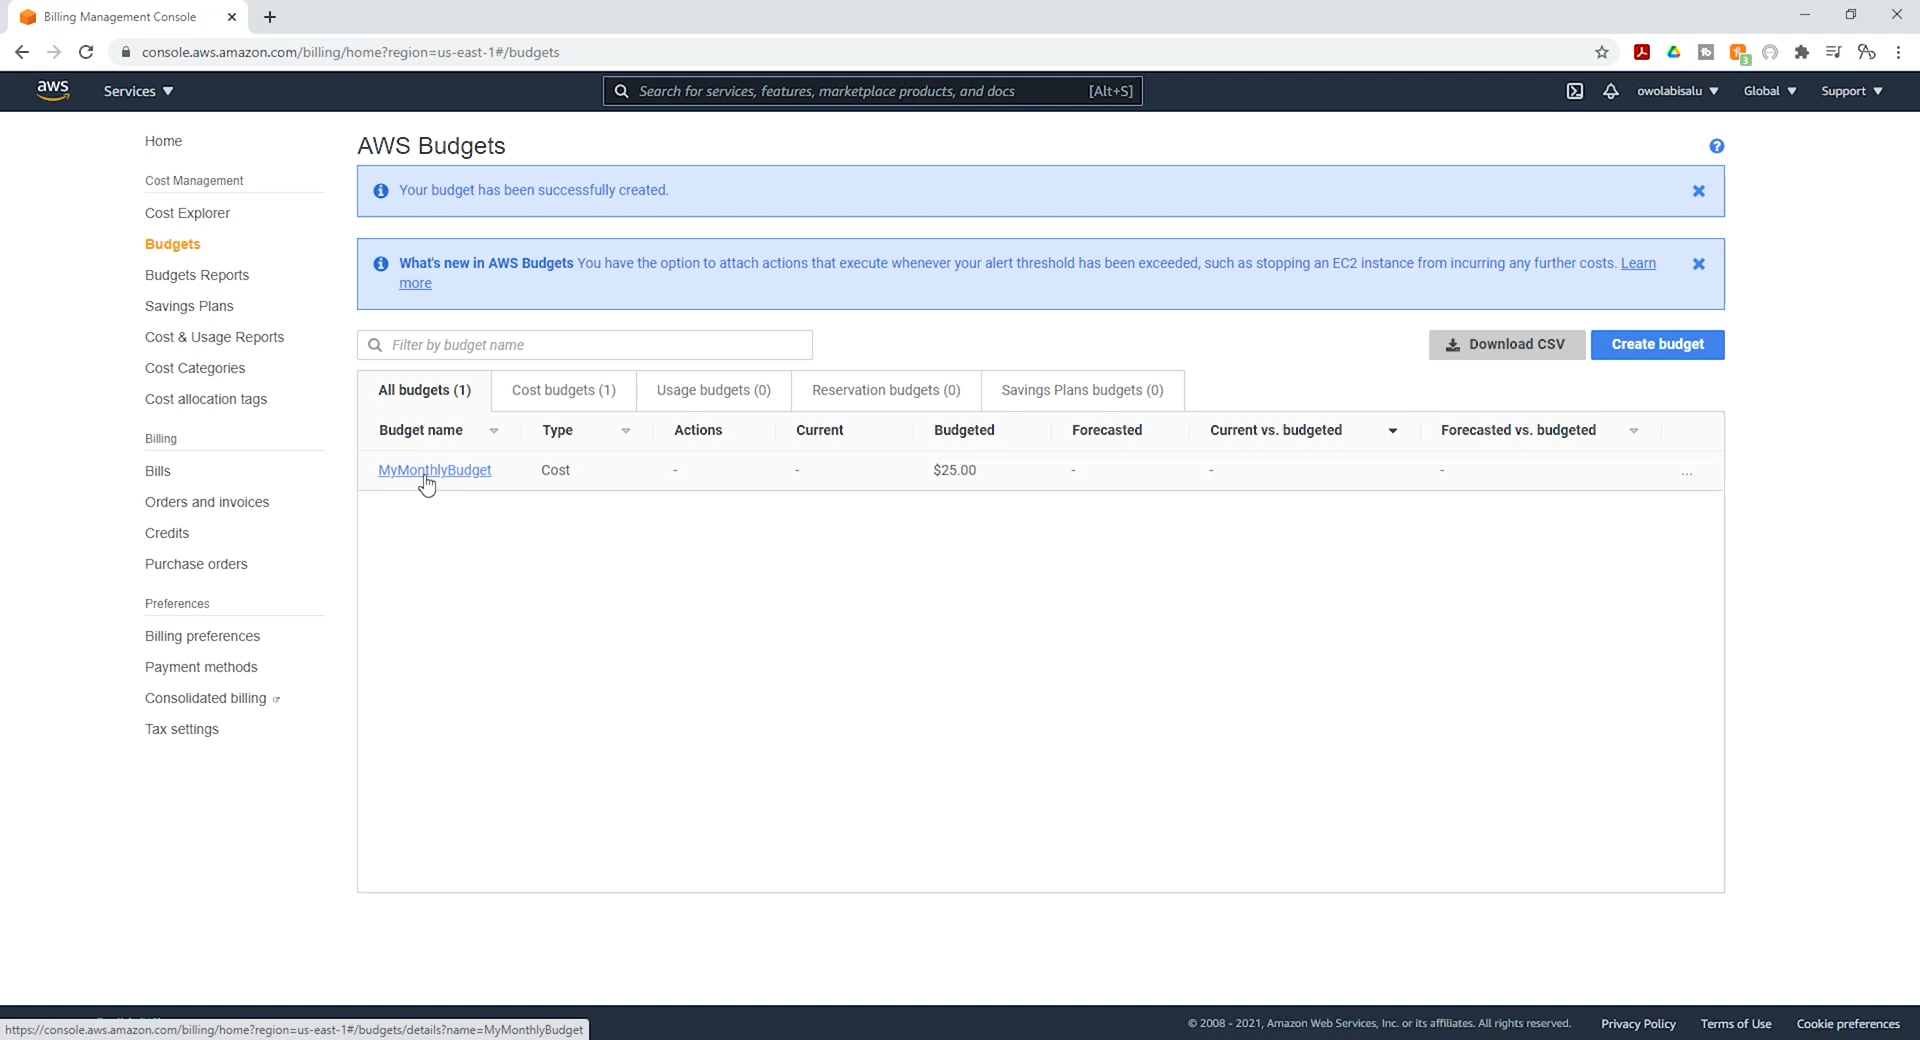 Billing Management Console
console.aws.amazon.com/billing/home?region=us-east-1#/budgets
3
aws
Services
Search for services, features, marketplace products, and docs [Alt+S]
owolabisalu
Global
Support
Home
Cost Management
Cost Explorer
Budgets
Budgets Reports
Savings Plans
Cost & Usage Reports
Cost Categories
Cost allocation tags
Billing
Bills
Orders and invoices
Credits
Purchase orders
Preferences
Billing preferences
Payment methods
Consolidated billing
Tax settings
AWS Budgets
Your budget has been successfully created.
What's new in AWS Budgets You have the option to attach actions that execute whenever your alert threshold has been exceeded, such as stopping an EC2 instance from incurring any further costs. Learn
more
Filter by budget name
Download CSV
Create budget
All budgets (1) Cost budgets (1) Usage budgets (0) Reservation budgets (0) Savings Plans budgets (0)
Budget name Type Actions Current Budgeted Forecasted Current vs. budgeted Forecasted vs. budgeted
MyMonthlyBudget Cost - - $25.00 - - - ...
https://console.aws.amazon.com/billing/home?region=us-east-1#/budgets/details?name=MyMonthlyBudget
© 2008 - 2021, Amazon Web Services, Inc. or its affiliates. All rights reserved. Privacy Policy Terms of Use Cookie preferences